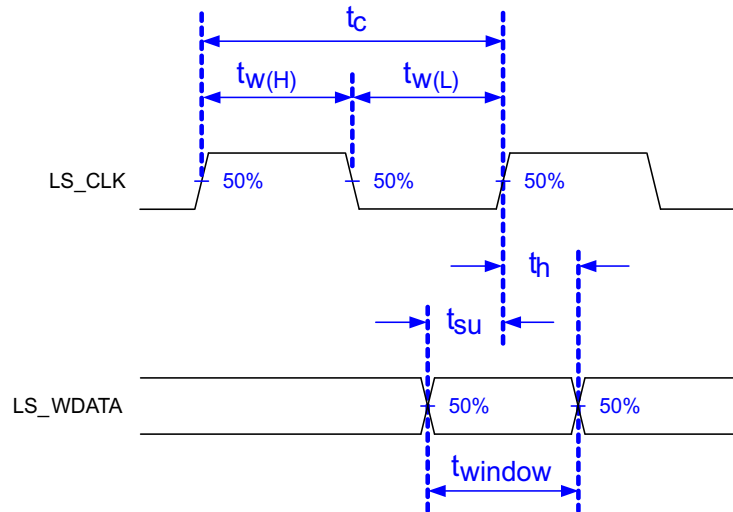 tc
tw(H) tw(L)
LS_CLK 50% 50% 50%
th
tsu
LS_WDATA 50% 50%
twindow